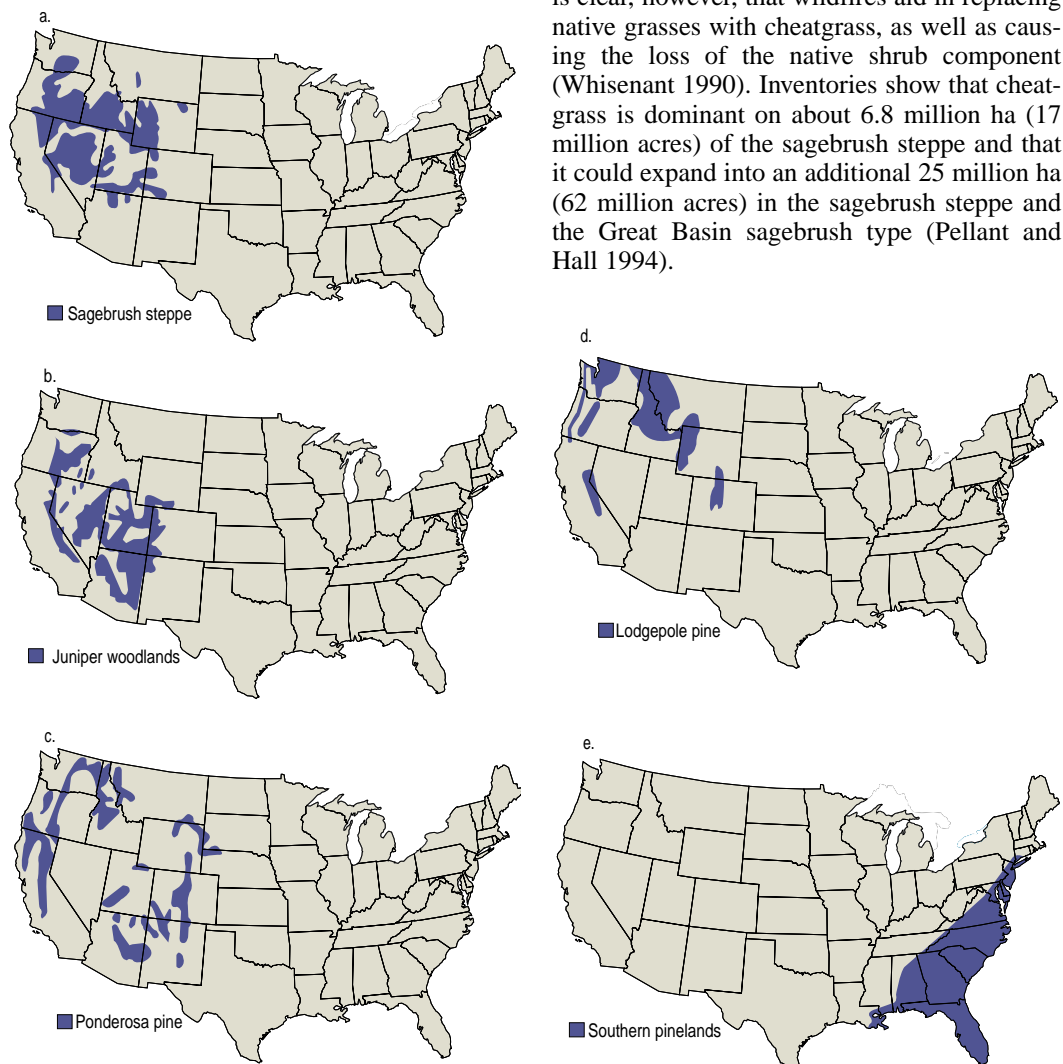 a.
Sagebrush steppe
b.
Juniper woodlands
c.
Ponderosa pine
is clear, however, that wildfires aid in replacing
native grasses with cheatgrass, as well as caus-
ing the loss of the native shrub component
(Whisenant 1990). Inventories show that cheat-
grass is dominant on about 6.8 million ha (17
million acres) of the sagebrush steppe and that
it could expand into an additional 25 million ha
(62 million acres) in the sagebrush steppe and
the Great Basin sagebrush type (Pellant and
Hall 1994).
d.
Lodgepole pine
e.
Southern pinelands